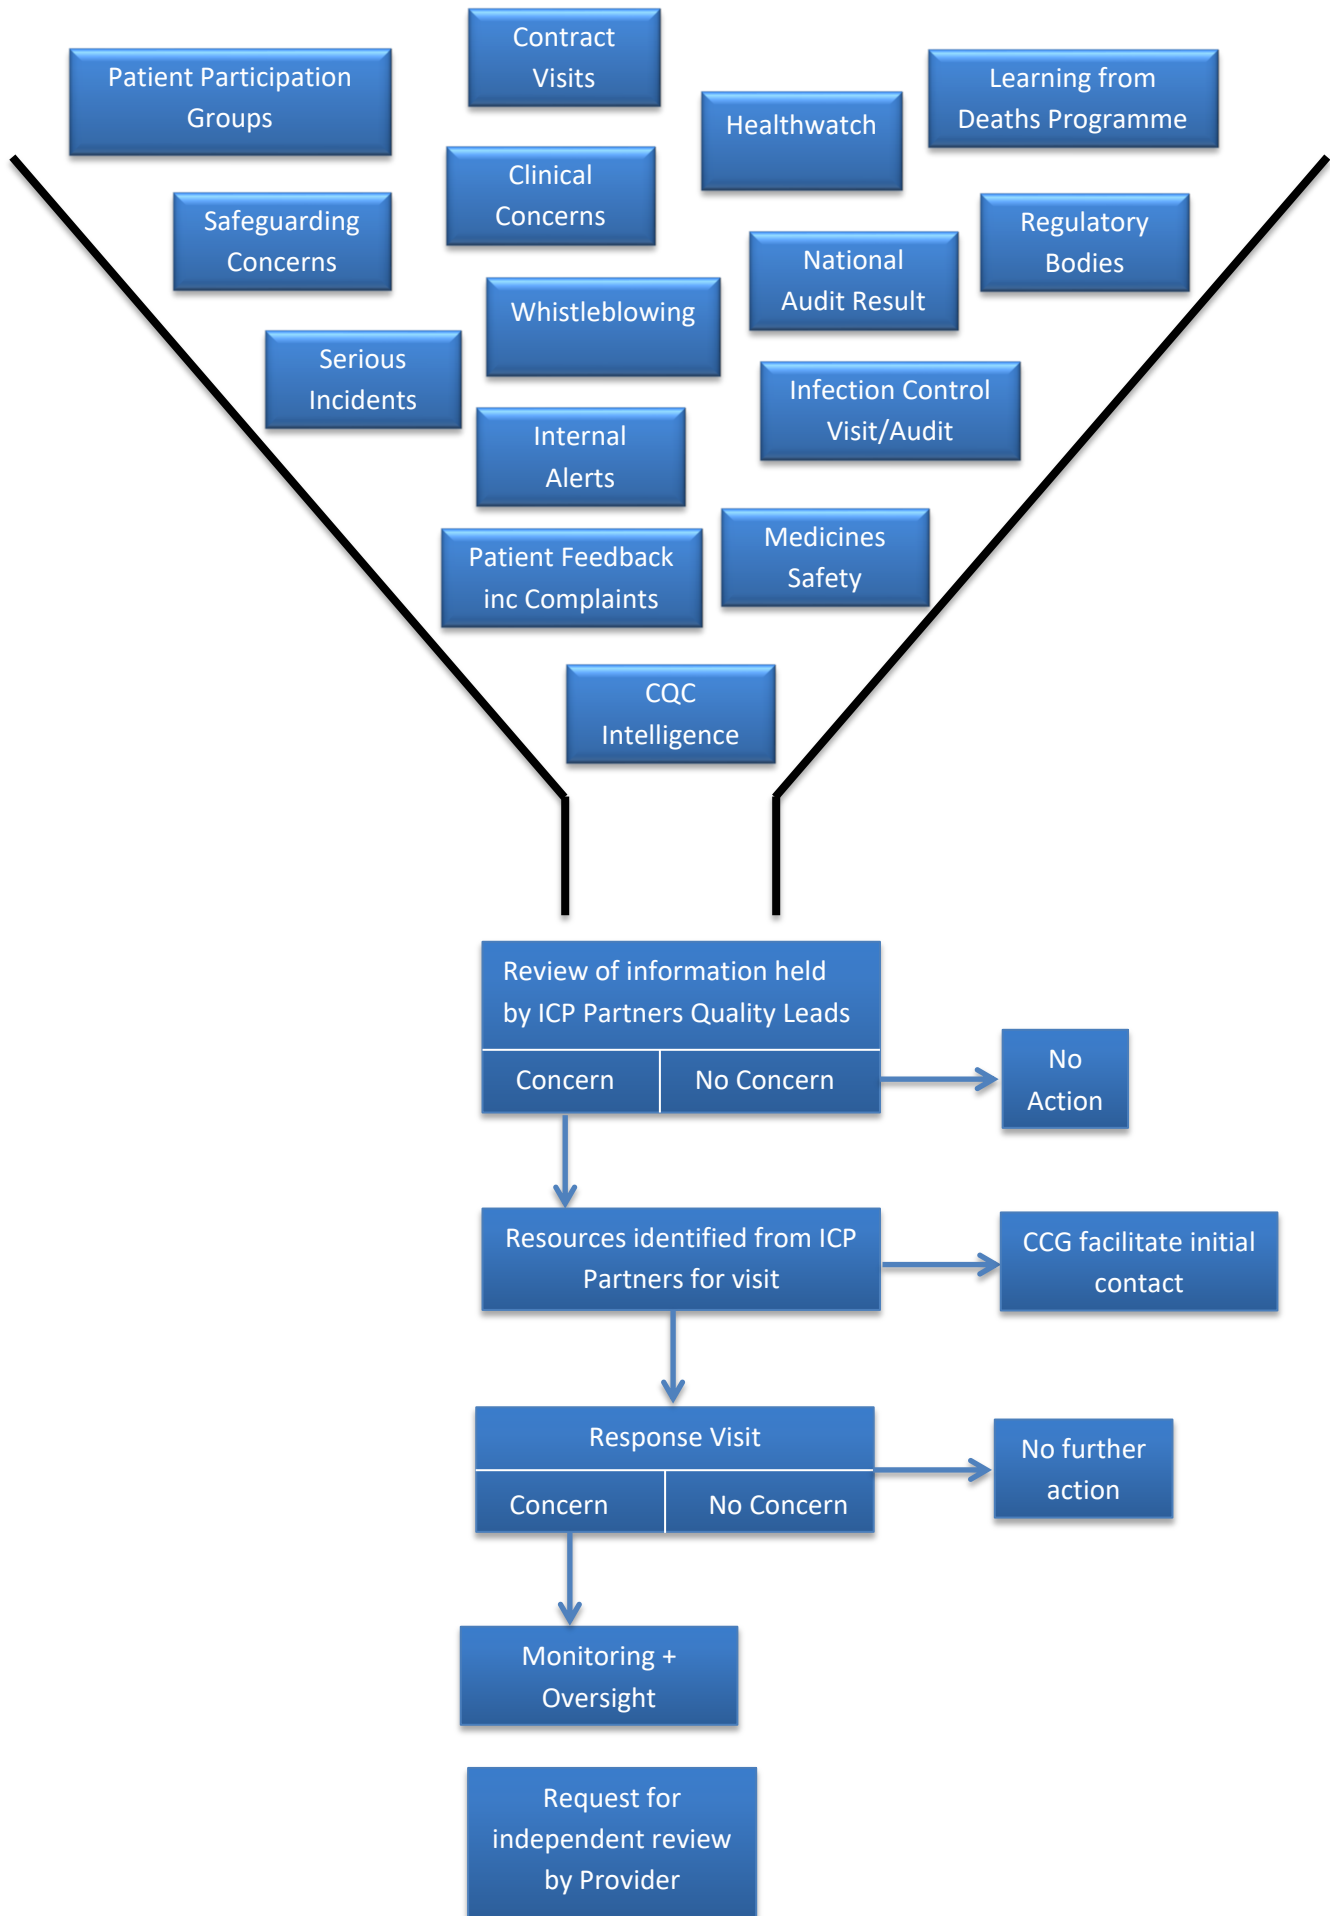 Contract
Visits
Patient Participation
Groups
Learning from
Deaths Programme
Healthwatch
Clinical
Concerns
Safeguarding
Concerns
Regulatory
Bodies
National
Audit Result
Whistleblowing
Serious
Incidents
Infection Control
Visit/Audit
Internal
Alerts
Medicines
Safety
Patient Feedback
inc Complaints
CQC
Intelligence
Review of information held
by ICP Partners Quality Leads
Concern
No Concern
No
Action
Resources identified from ICP
Partners for visit
CCG facilitate initial
contact
Response Visit
Concern
No Concern
No further
action
Monitoring +
Oversight
Request for
independent review
by Provider